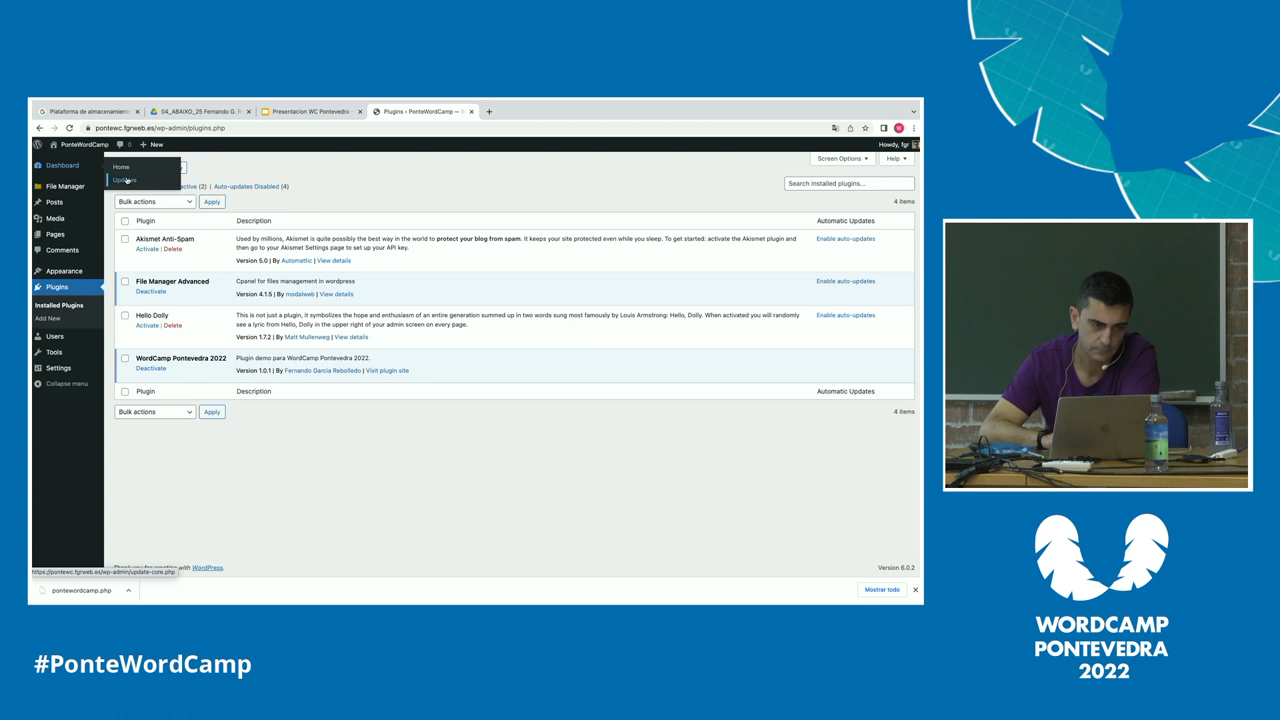 Plataforma de almacenamiento
04_ABAIXO_25 Fernando G. R
Presentacion WC Pontevedra
Plugins ‹ PonteWordCamp —
pontewc.fgrweb.es/wp-admin/plugins.php
PonteWordCamp 0 + New Howdy, fgr
Dashboard
Home
Updates
Screen Options Help
File Manager
Posts
Media
Pages
Comments
Appearance
Plugins
Installed Plugins
Add New
Users
Tools
Settings
Collapse menu
active (2) | Auto-updates Disabled (4)
Search installed plugins...
Bulk actions Apply 4 items
Plugin Description Automatic Updates
Akismet Anti-Spam Used by millions, Akismet is quite possibly the best way in the world to protect your blog from spam. It keeps your site protected even while you sleep. To get started: activate the Akismet plugin and Enable auto-updates
Activate | Delete then go to your Akismet Settings page to set up your API key.
Version 5.0 | By Automattic | View details
File Manager Advanced Cpanel for files management in wordpress Enable auto-updates
Deactivate Version 4.1.5 | By modalweb | View details
Hello Dolly This is not just a plugin, it symbolizes the hope and enthusiasm of an entire generation summed up in two words sung most famously by Louis Armstrong: Hello, Dolly. When activated you will randomly Enable auto-updates
Activate | Delete see a lyric from Hello, Dolly in the upper right of your admin screen on every page.
Version 1.7.2 | By Matt Mullenweg | View details
WordCamp Pontevedra 2022 Plugin demo para WordCamp Pontevedra 2022.
Deactivate Version 1.0.1 | By Fernando García Rebolledo | Visit plugin site
Plugin Description Automatic Updates
Bulk actions Apply 4 items
Thank you for creating with WordPress. Version 6.0.2
https://pontewc.fgrweb.es/wp-admin/update-core.php
pontewordcamp.php Mostrar todo
#PonteWordCamp
WORDCAMP
PONTEVEDRA
2022